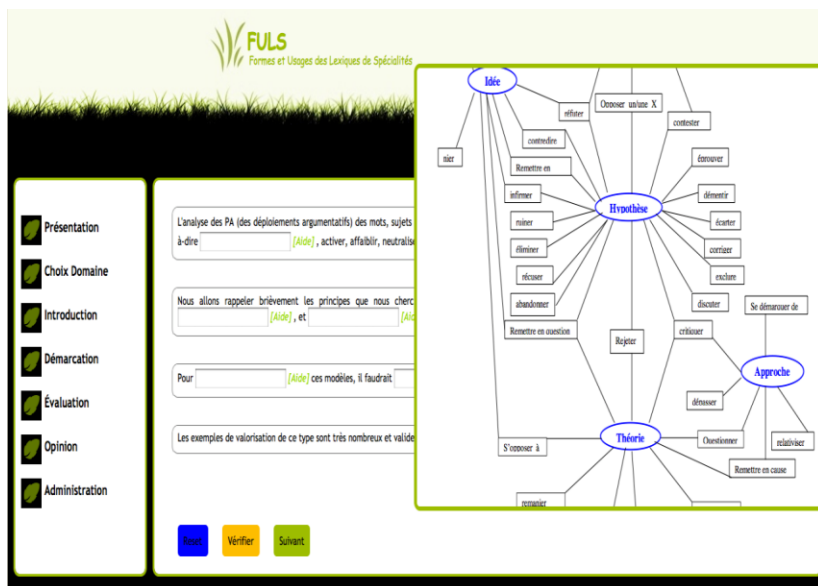 FULS
Formes et Usages des Lexiques de Spécialités
Présentation
Choix Domaine
Introduction
Démarcation
Évaluation
Opinion
Administration
L'analyse des PA (des déploiements argumentatifs) des mots, sujets
à-dire [Aide] , activer, affaiblir, neutralise
Nous allons rappeler brièvement les principes que nous cherc
[Aide] , et [Aide
Pour [Aide] ces modèles, il faudrait
Les exemples de valorisation de ce type sont très nombreux et valide
Reset
Vérifier
Suivant
Idée
réfuter
Opposer un/une X
contester
nier
contredire
Remettre en
infirmer
ruiner
éliminer
récuser
abandonner
Remettre en question
Hypothèse
éprouver
démentir
écarter
corriger
exclure
discuter
critiquer
Rejeter
Se démarquer de
Approche
dépasser
relativiser
Questionner
Remettre en cause
Théorie
S'opposer à
remanier